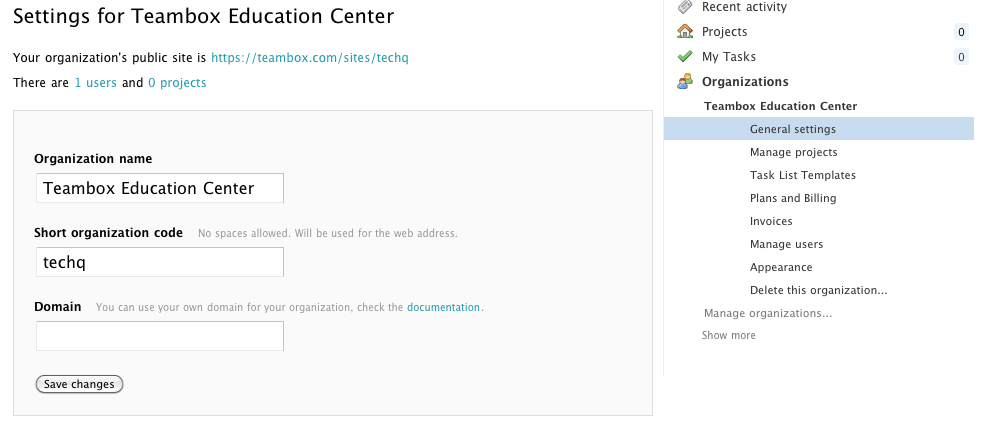 Settings for Teambox Education Center
Your organization's public site is https://teambox.com/sites/techq
There are 1 users and 0 projects
Organization name
Teambox Education Center
Short organization code No spaces allowed. Will be used for the web address.
techq
Domain You can use your own domain for your organization, check the documentation.
Save changes
Recent activity
Projects 0
My Tasks 0
Organizations
Teambox Education Center
General settings
Manage projects
Task List Templates
Plans and Billing
Invoices
Manage users
Appearance
Delete this organization...
Manage organizations...
Show more